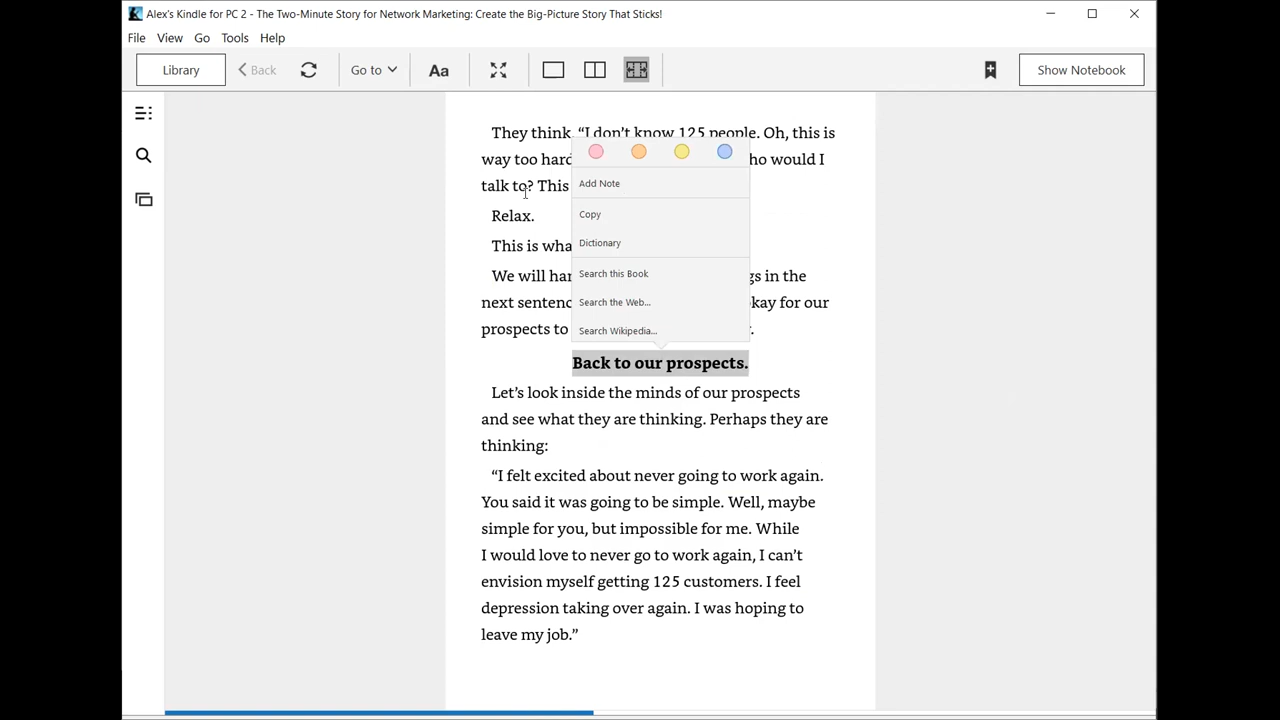 Alex's Kindle for PC 2 - The Two-Minute Story for Network Marketing: Create the Big-Picture Story That Sticks!
File View Go Tools Help
Library Back Go to Aa Show Notebook
They think, “I don’t know 125 people. Oh, this is
way too hard ho would I
talk to? This
Relax.
This is wha
We will har gs in the
next sentenc kay for our
prospects to .
Add Note
Copy
Dictionary
Search this Book
Search the Web...
Search Wikipedia...
Back to our prospects.
Let’s look inside the minds of our prospects
and see what they are thinking. Perhaps they are
thinking:
“I felt excited about never going to work again.
You said it was going to be simple. Well, maybe
simple for you, but impossible for me. While
I would love to never go to work again, I can’t
envision myself getting 125 customers. I feel
depression taking over again. I was hoping to
leave my job.”